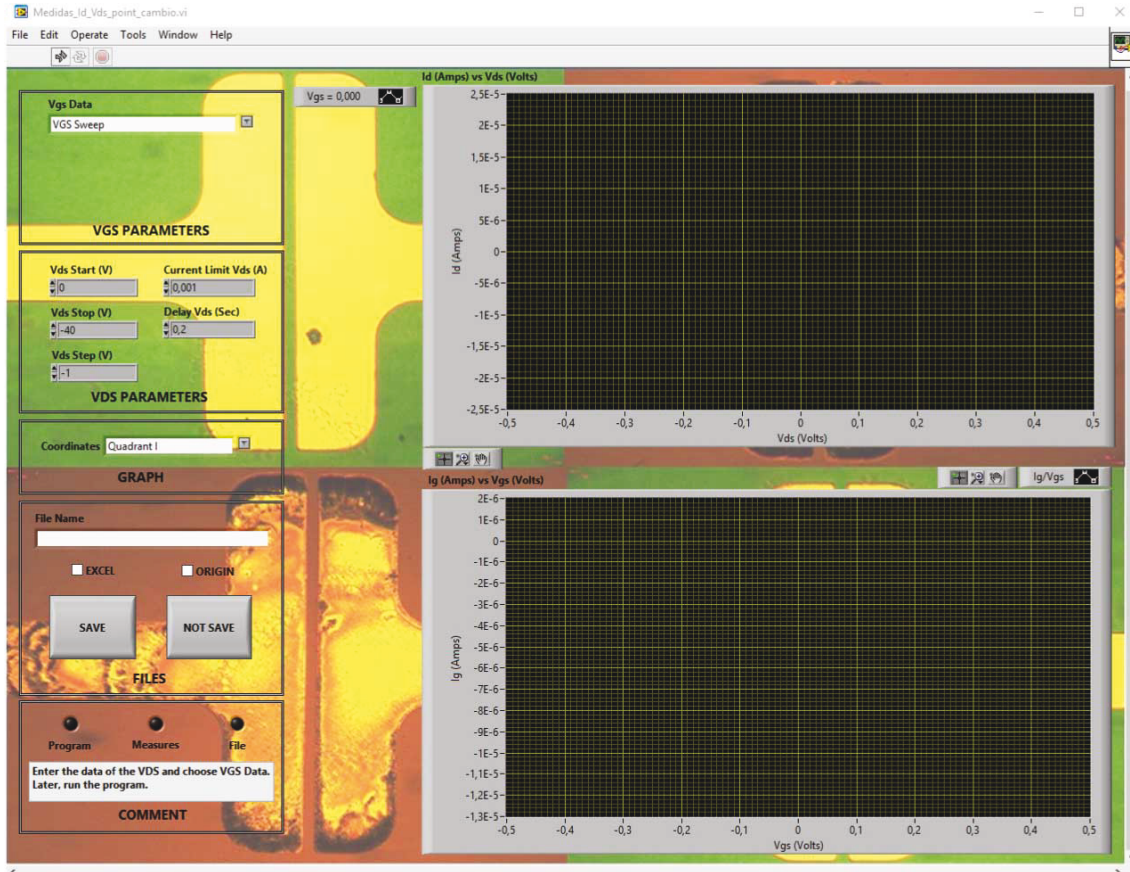 Medidas_Id_Vds_point_cambio.vi
File Edit Operate Tools Window Help
Vgs Data
VGS Sweep
VGS PARAMETERS
Vds Start (V) Current Limit Vds (A)
0 0,001
Vds Stop (V) Delay Vds (Sec)
-40 0,2
Vds Step (V)
-1
VDS PARAMETERS
Coordinates Quadrant I
GRAPH
File Name
EXCEL ORIGIN
SAVE NOT SAVE
FILES
Program Measures File
Enter the data of the VDS and choose VGS Data.
Later, run the program.
COMMENT
Vgs = 0,000
Id (Amps) vs Vds (Volts)
2,5E-5
2E-5
1,5E-5
1E-5
5E-6
0
-5E-6
-1E-5
-1,5E-5
-2E-5
-2,5E-5
Id (Amps)
-0,5 -0,4 -0,3 -0,2 -0,1 0 0,1 0,2 0,3 0,4 0,5
Vds (Volts)
Ig (Amps) vs Vgs (Volts)
Ig/Vgs
2E-6
1E-6
0
-1E-6
-2E-6
-3E-6
-4E-6
-5E-6
-6E-6
-7E-6
-8E-6
-9E-6
-1E-5
-1,1E-5
-1,2E-5
-1,3E-5
Ig (Amps)
-0,5 -0,4 -0,3 -0,2 -0,1 0 0,1 0,2 0,3 0,4 0,5
Vgs (Volts)